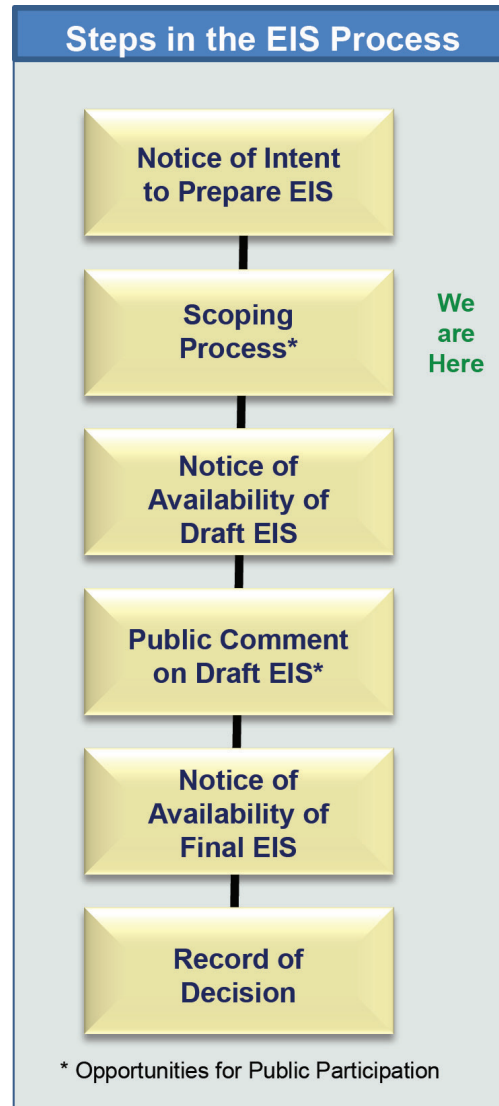 Steps in the EIS Process
Notice of Intent
to Prepare EIS
Scoping
Process*
We
are
Here
Notice of
Availability of
Draft EIS
Public Comment
on Draft EIS*
Notice of
Availability of
Final EIS
Record of
Decision
* Opportunities for Public Participation